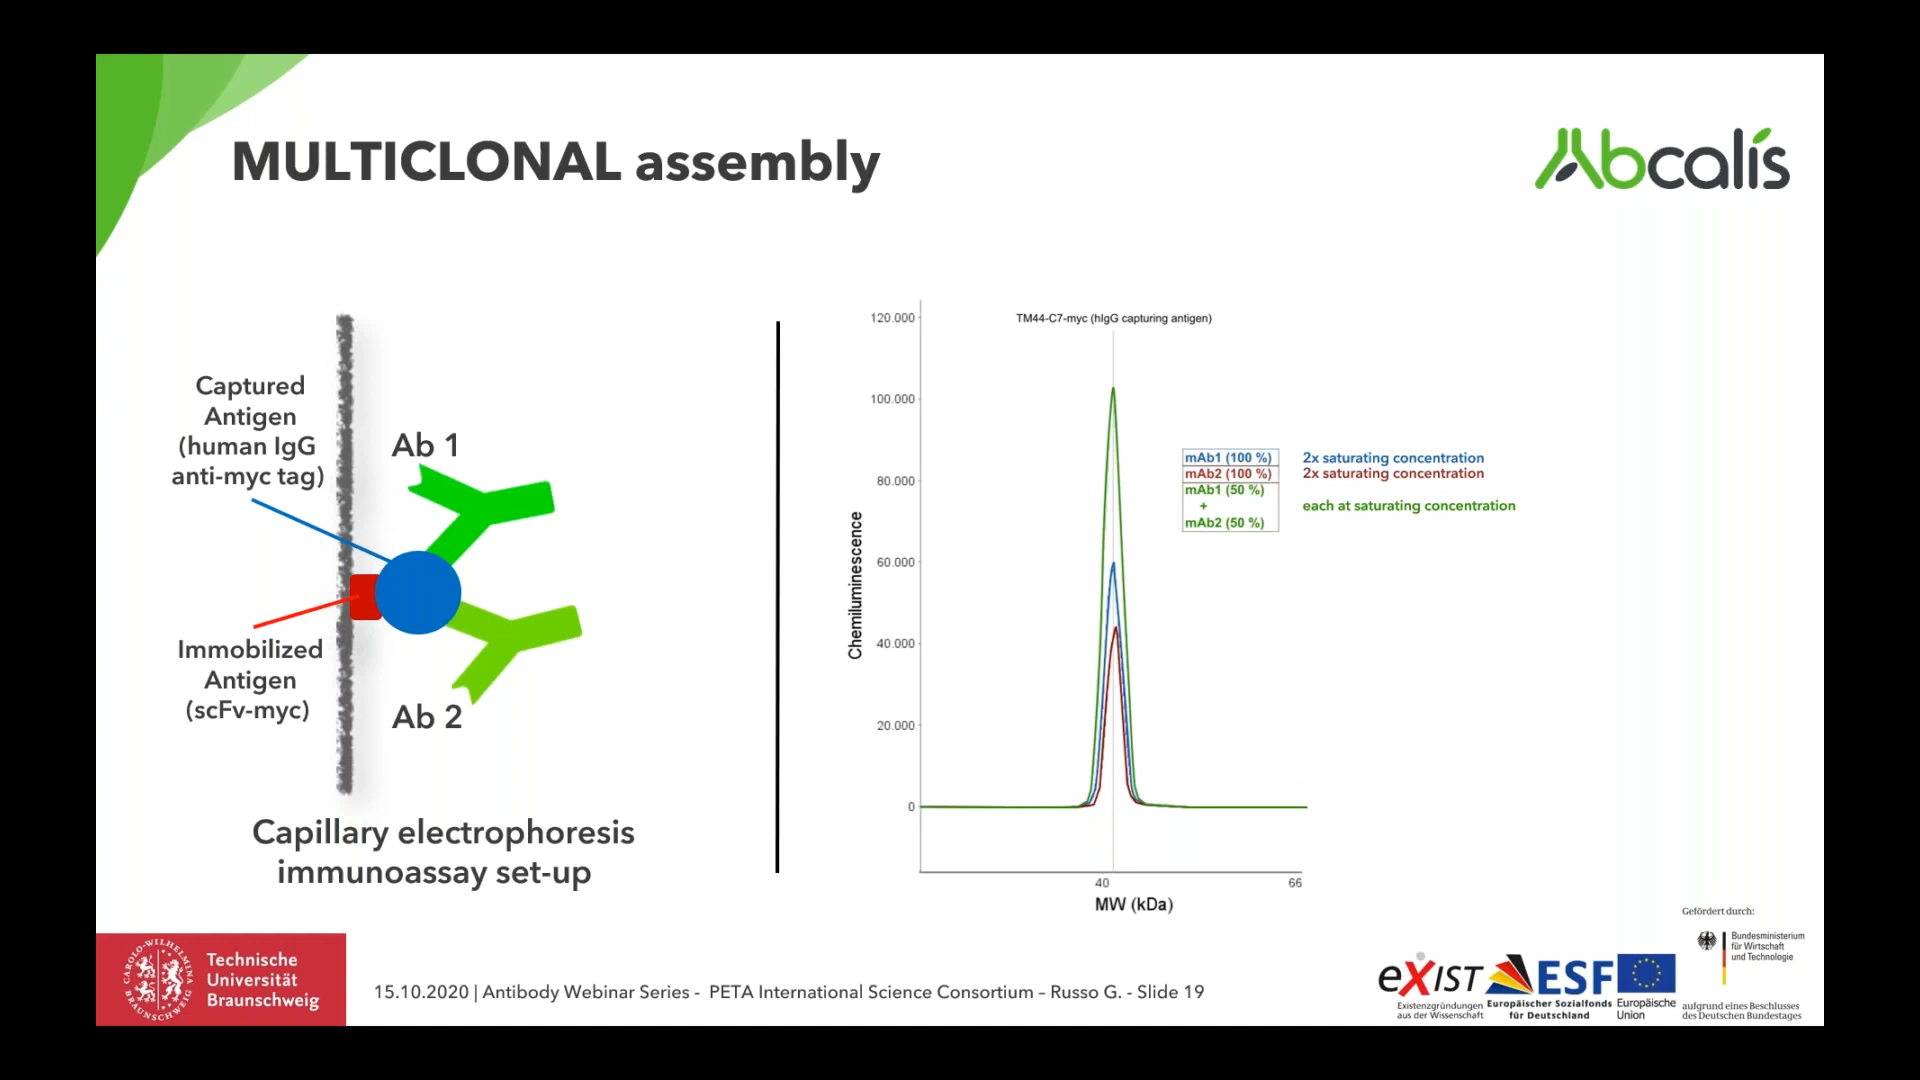 MULTICLONAL assembly
Abcalis
Captured
Antigen
(human IgG
anti-myc tag)
Ab 1
Immobilized
Antigen
(scFv-myc)
Ab 2
Capillary electrophoresis
immunoassay set-up
TM44-C7-myc (hIgG capturing antigen)
120.000
100.000
80.000
60.000
40.000
20.000
0
Chemiluminescence
40
66
MW (kDa)
mAb1 (100 %) 2x saturating concentration
mAb2 (100 %) 2x saturating concentration
mAb1 (50 %)
+ each at saturating concentration
mAb2 (50 %)
CAROLO-WILHELMINA
BRAUNSCHWEIG
Technische
Universität
Braunschweig
15.10.2020 | Antibody Webinar Series - PETA International Science Consortium – Russo G. - Slide 19
eXIST
Existenzgründungen
aus der Wissenschaft
ESF
Europäischer Sozialfonds
für Deutschland
Europäische
Union
Gefördert durch:
Bundesministerium
für Wirtschaft
und Technologie
aufgrund eines Beschlusses
des Deutschen Bundestages